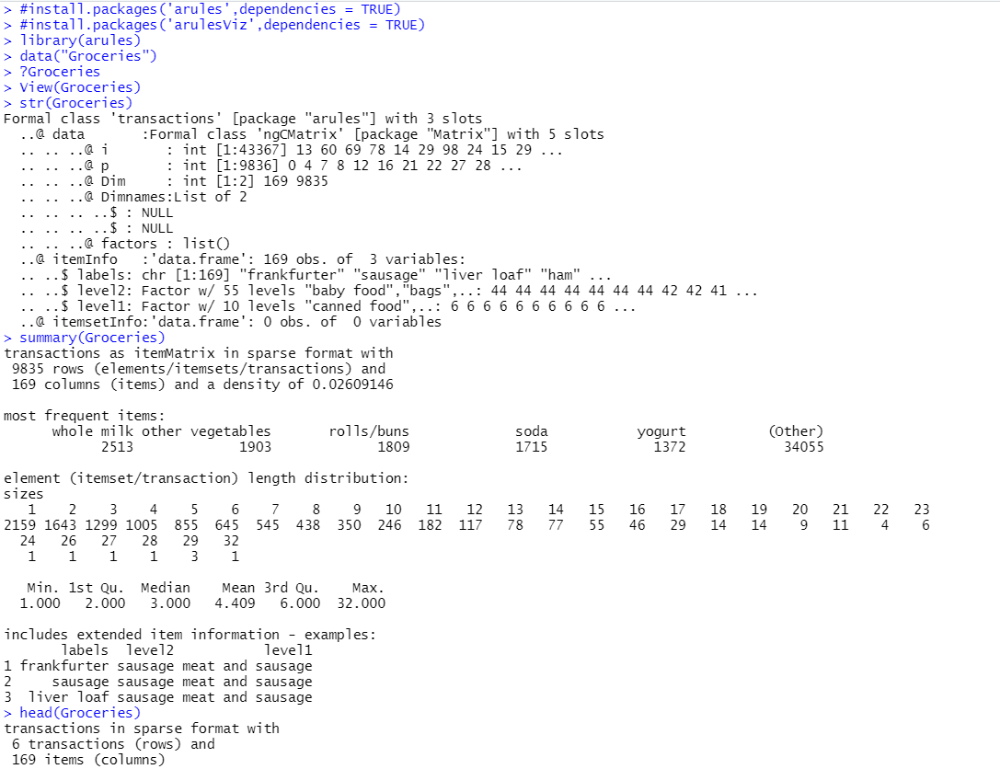 > #install.packages('arules',dependencies = TRUE)
> #install.packages('arulesViz',dependencies = TRUE)
> library(arules)
> data("Groceries")
> ?Groceries
> View(Groceries)
> str(Groceries)
Formal class 'transactions' [package "arules"] with 3 slots
  ..@ data       :Formal class 'ngCMatrix' [package "Matrix"] with 5 slots
  .. .. ..@ i       : int [1:43367] 13 60 69 78 14 29 98 24 15 29 ...
  .. .. ..@ p       : int [1:9836] 0 4 7 8 12 16 21 22 27 28 ...
  .. .. ..@ Dim     : int [1:2] 169 9835
  .. .. ..@ Dimnames:List of 2
  .. .. .. ..$ : NULL
  .. .. .. ..$ : NULL
  .. .. ..@ factors : list()
  ..@ itemInfo   :'data.frame': 169 obs. of  3 variables:
  .. ..$ labels: chr [1:169] "frankfurter" "sausage" "liver loaf" "ham" ...
  .. ..$ level2: Factor w/ 55 levels "baby food","bags",..: 44 44 44 44 44 44 44 42 42 41 ...
  .. ..$ level1: Factor w/ 10 levels "canned food",..: 6 6 6 6 6 6 6 6 6 6 ...
  ..@ itemsetInfo:'data.frame': 0 obs. of  0 variables
> summary(Groceries)
transactions as itemMatrix in sparse format with
 9835 rows (elements/itemsets/transactions) and
 169 columns (items) and a density of 0.02609146
most frequent items:
      whole milk other vegetables       rolls/buns             soda           yogurt          (Other)
            2513             1903             1809             1715             1372            34055
element (itemset/transaction) length distribution:
sizes
   1    2    3    4    5    6    7    8    9   10   11   12   13   14   15   16   17   18   19   20   21   22   23
2159 1643 1299 1005  855  645  545  438  350  246  182  117   78   77   55   46   29   14   14    9   11    4    6
  24   26   27   28   29   32
   1    1    1    1    3    1
   Min. 1st Qu.  Median    Mean 3rd Qu.    Max.
  1.000   2.000   3.000   4.409   6.000  32.000
includes extended item information - examples:
       labels  level2           level1
1 frankfurter sausage meat and sausage
2     sausage sausage meat and sausage
3  liver loaf sausage meat and sausage
> head(Groceries)
transactions in sparse format with
 6 transactions (rows) and
 169 items (columns)